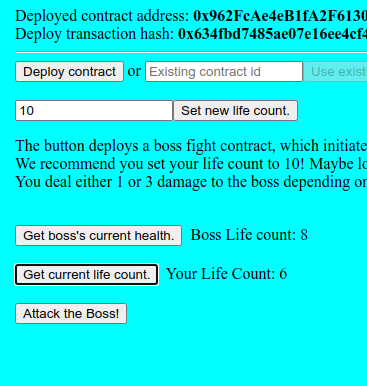 Deployed contract address: 0x962FcAe4eB1fA2F6130
Deploy transaction hash: 0x634fbd7485ae07e16ee4cf4
Deploy contract or Existing contract id Use existi
10 Set new life count.
The button deploys a boss fight contract, which initiate
We recommend you set your life count to 10! Maybe lo
You deal either 1 or 3 damage to the boss depending on
Get boss's current health. Boss Life count: 8
Get current life count. Your Life Count: 6
Attack the Boss!